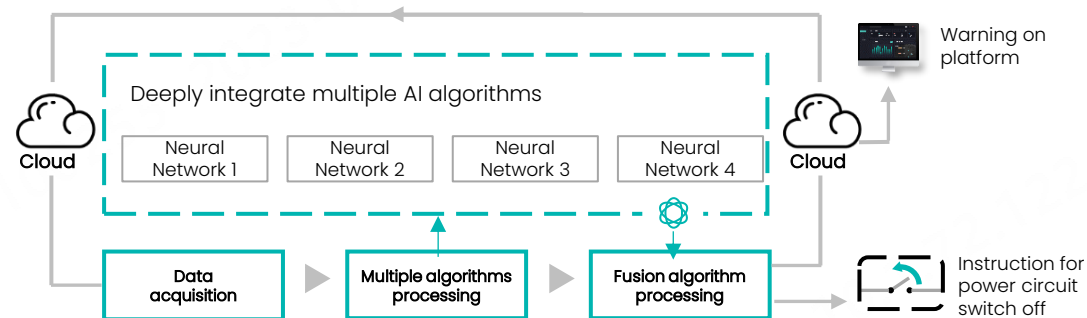 Warning on
platform
Deeply integrate multiple AI algorithms
Cloud
Neural
Network 1
Neural
Network 2
Neural
Network 3
Neural
Network 4
Cloud
Data
acquisition
Multiple algorithms
processing
Fusion algorithm
processing
Instruction for
power circuit
switch off